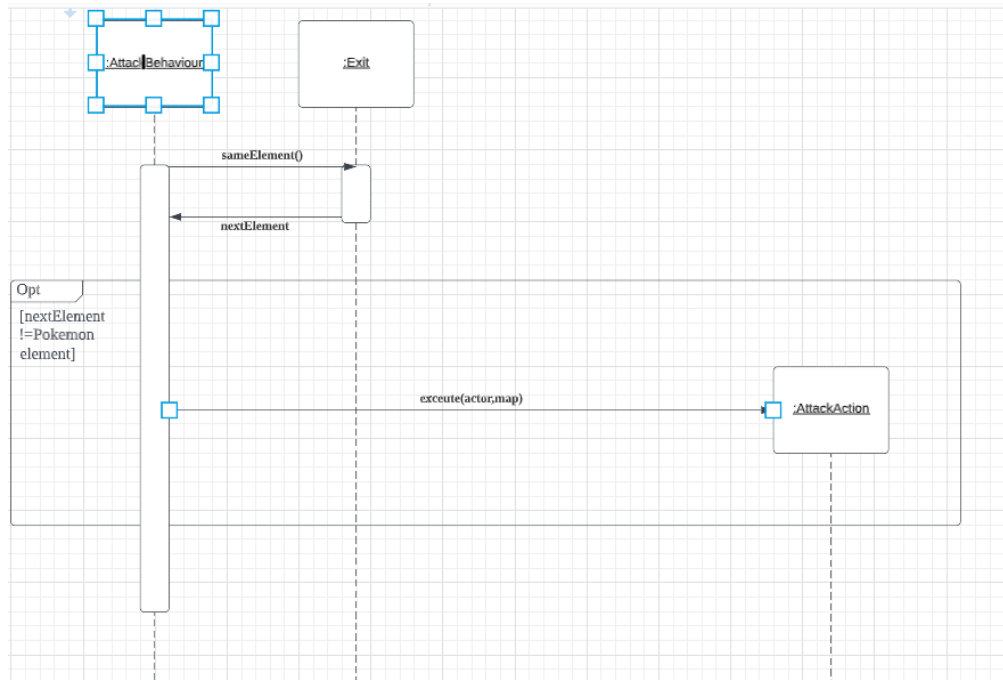 :AttackBehaviour
:Exit
sameElement()
nextElement
Opt
[nextElement
!=Pokemon
element]
exceute(actor,map)
:AttackAction